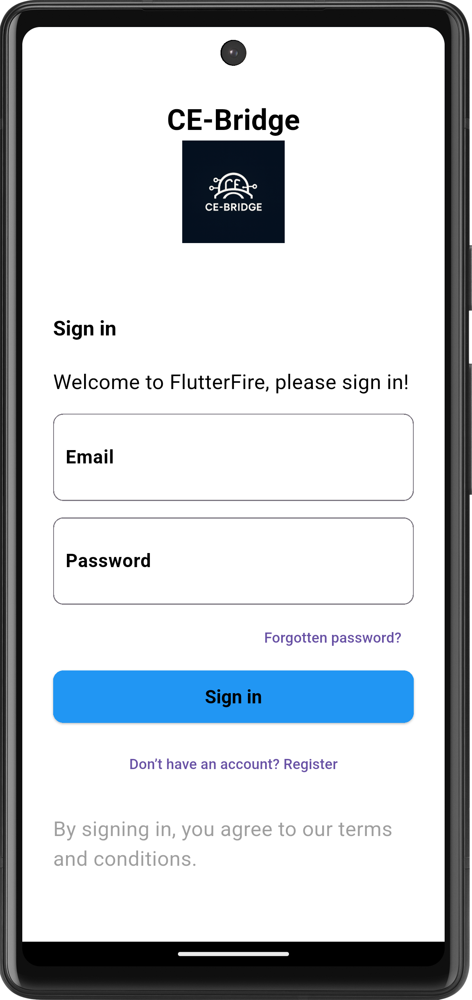 CE-Bridge
CE
CE-BRIDGE
Sign in
Welcome to FlutterFire, please sign in!
Email
Password
Forgotten password?
Sign in
Don’t have an account? Register
By signing in, you agree to our terms
and conditions.